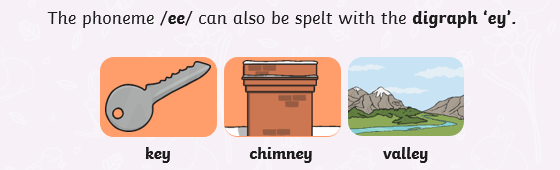 The phoneme /ee/ can also be spelt with the digraph ‘ey’.
key
chimney
valley